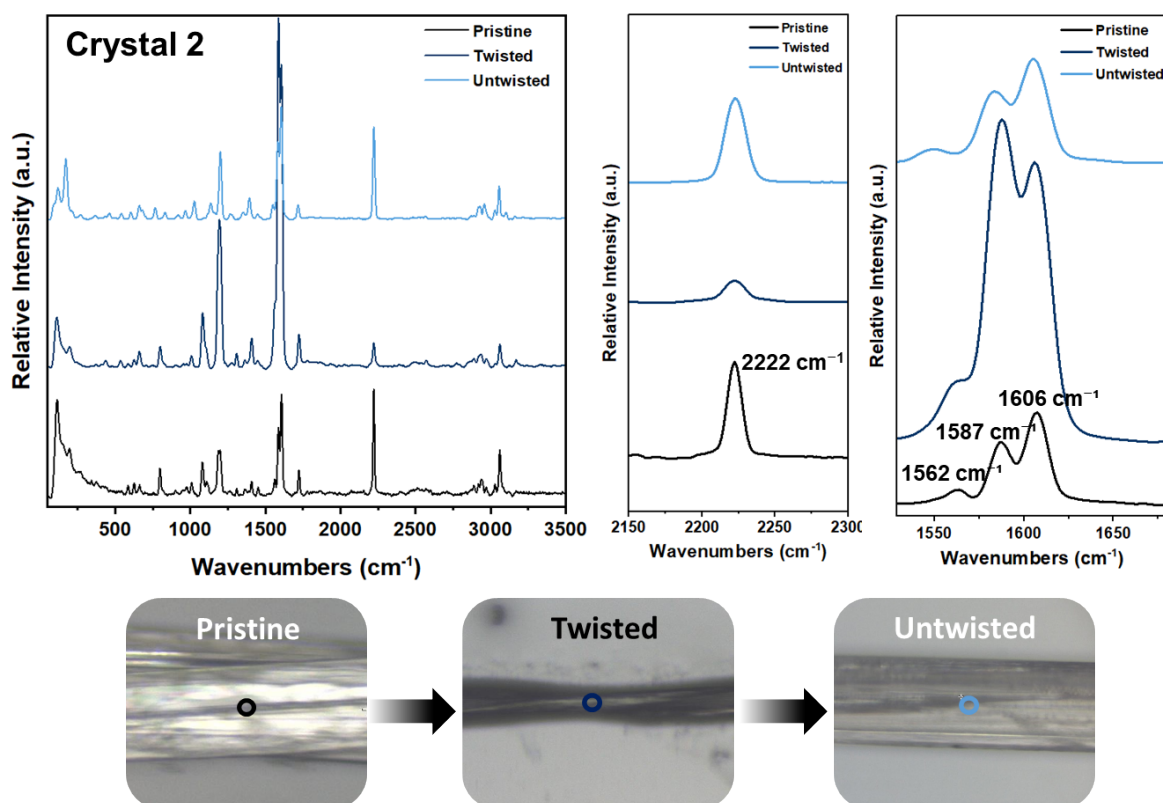 Crystal 2
Pristine
Twisted
Untwisted
Relative Intensity (a.u.)
500 1000 1500 2000 2500 3000 3500
Wavenumbers (cm⁻¹)
Pristine
Twisted
Untwisted
Relative Intensity (a.u.)
2222 cm⁻¹
2150 2200 2250 2300
Wavenumbers (cm⁻¹)
Pristine
Twisted
Untwisted
Relative Intensity (a.u.)
1606 cm⁻¹
1587 cm⁻¹
1562 cm⁻¹
1550 1600 1650
Wavenumbers (cm⁻¹)
Pristine
Twisted
Untwisted